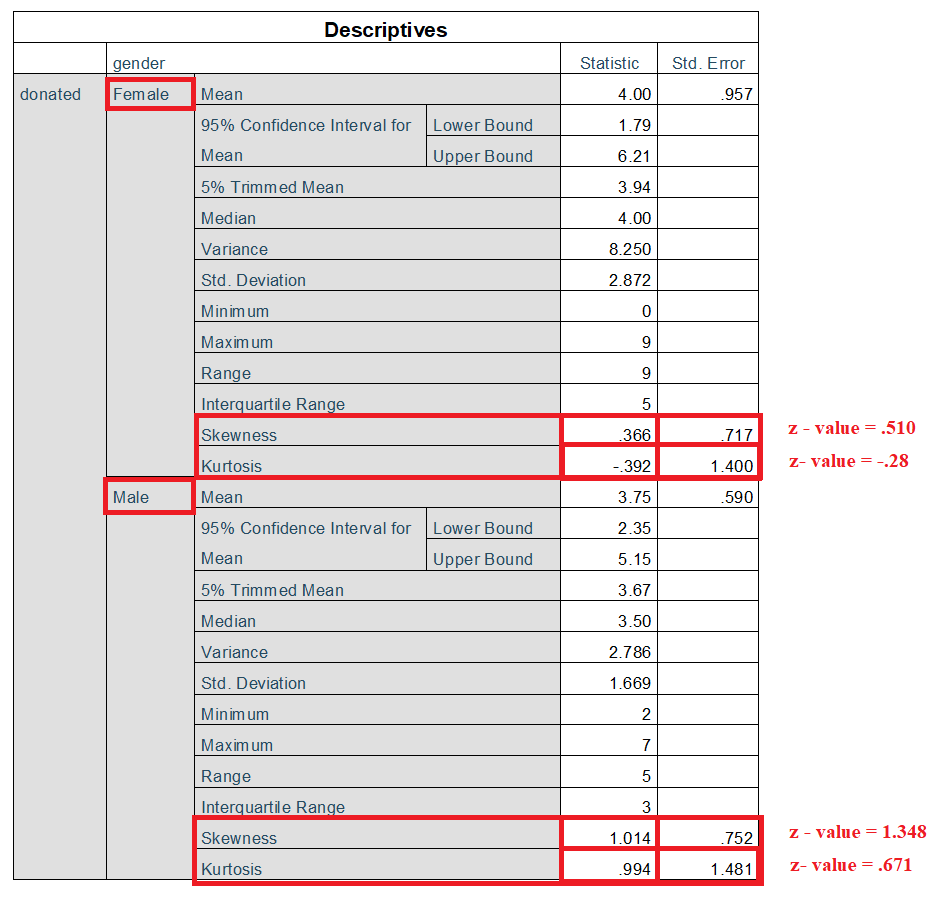 Descriptives
gender Statistic Std. Error
donated Female Mean 4.00 .957
95% Confidence Interval for Mean Lower Bound 1.79
Upper Bound 6.21
5% Trimmed Mean 3.94
Median 4.00
Variance 8.250
Std. Deviation 2.872
Minimum 0
Maximum 9
Range 9
Interquartile Range 5
Skewness .366 .717 z - value = .510
Kurtosis -.392 1.400 z- value = -.28
Male Mean 3.75 .590
95% Confidence Interval for Mean Lower Bound 2.35
Upper Bound 5.15
5% Trimmed Mean 3.67
Median 3.50
Variance 2.786
Std. Deviation 1.669
Minimum 2
Maximum 7
Range 5
Interquartile Range 3
Skewness 1.014 .752 z - value = 1.348
Kurtosis .994 1.481 z- value = .671